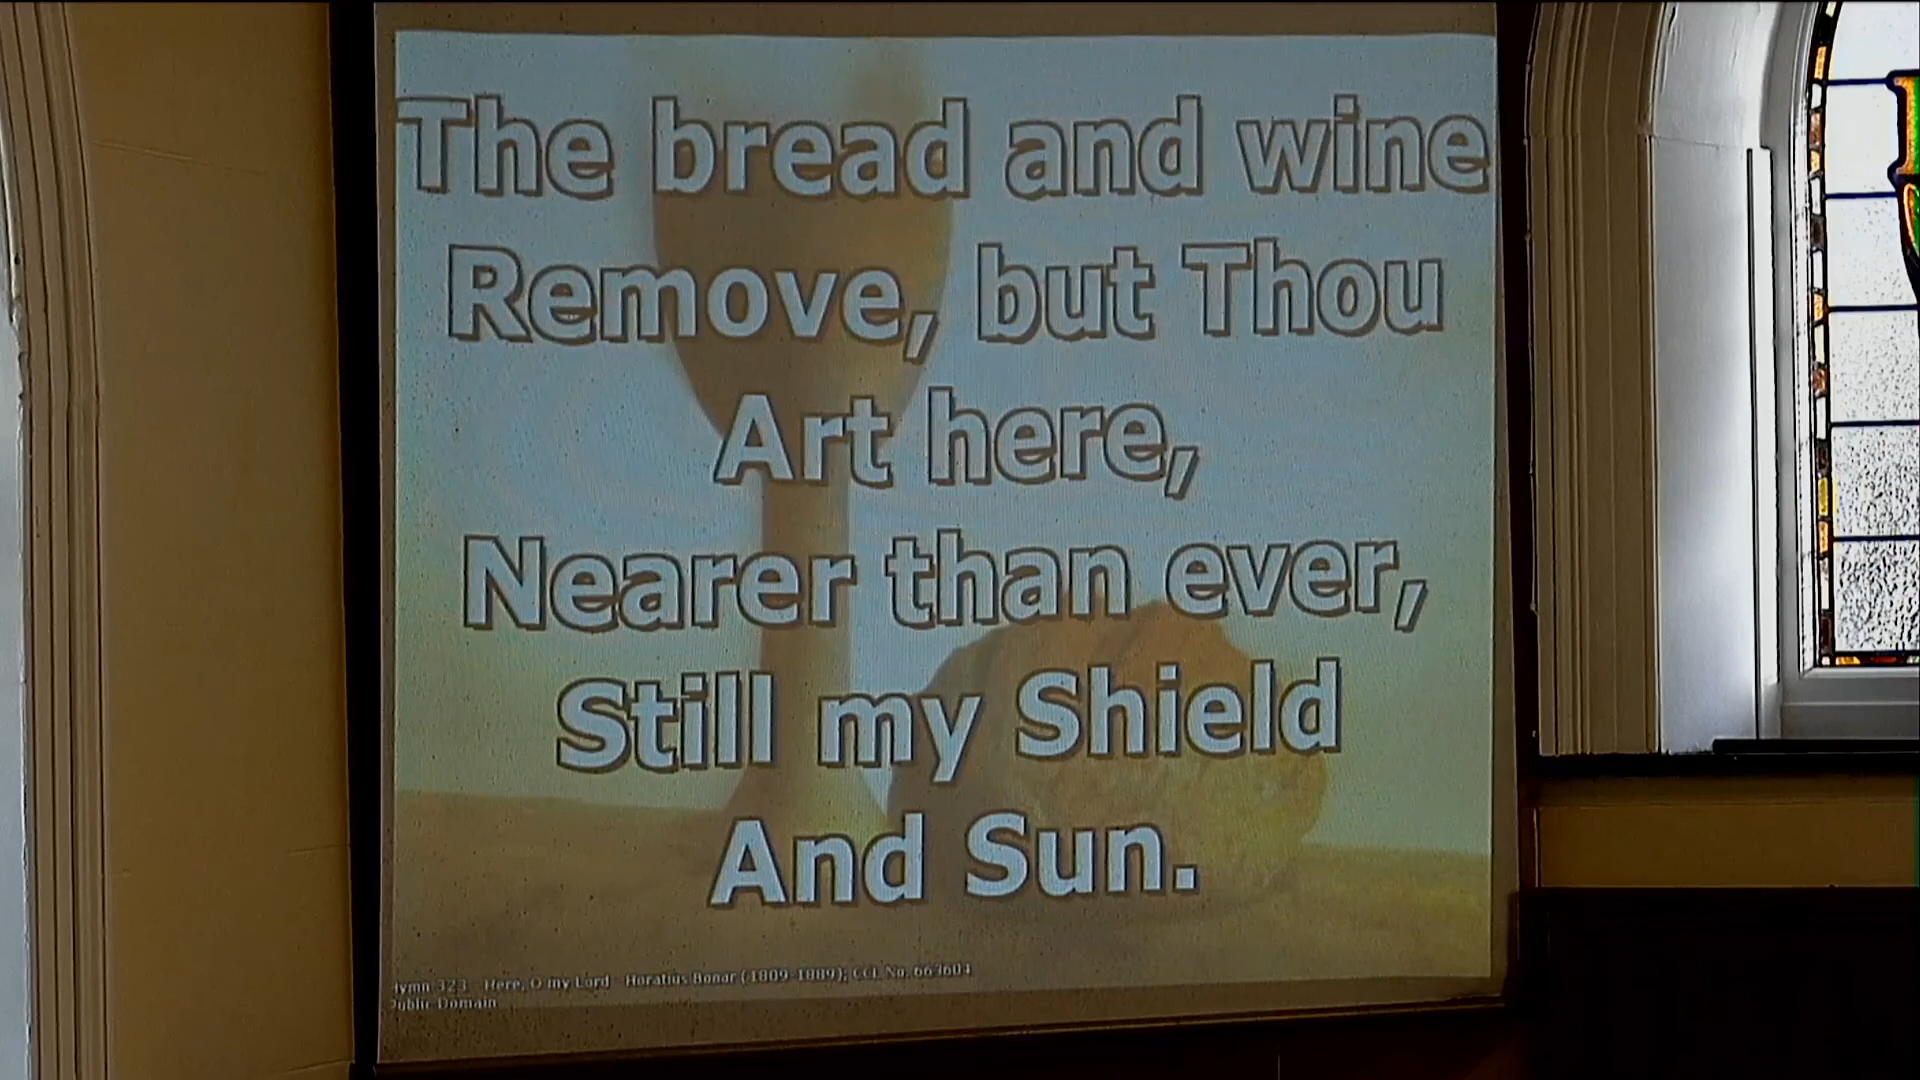 The bread and wine
Remove, but Thou
Art here,
Nearer than ever,
Still my Shield
And Sun.
Hymn 323 - Here, O my Lord - Horatius Bonar (1809-1889); CCL No. 663604
Public Domain